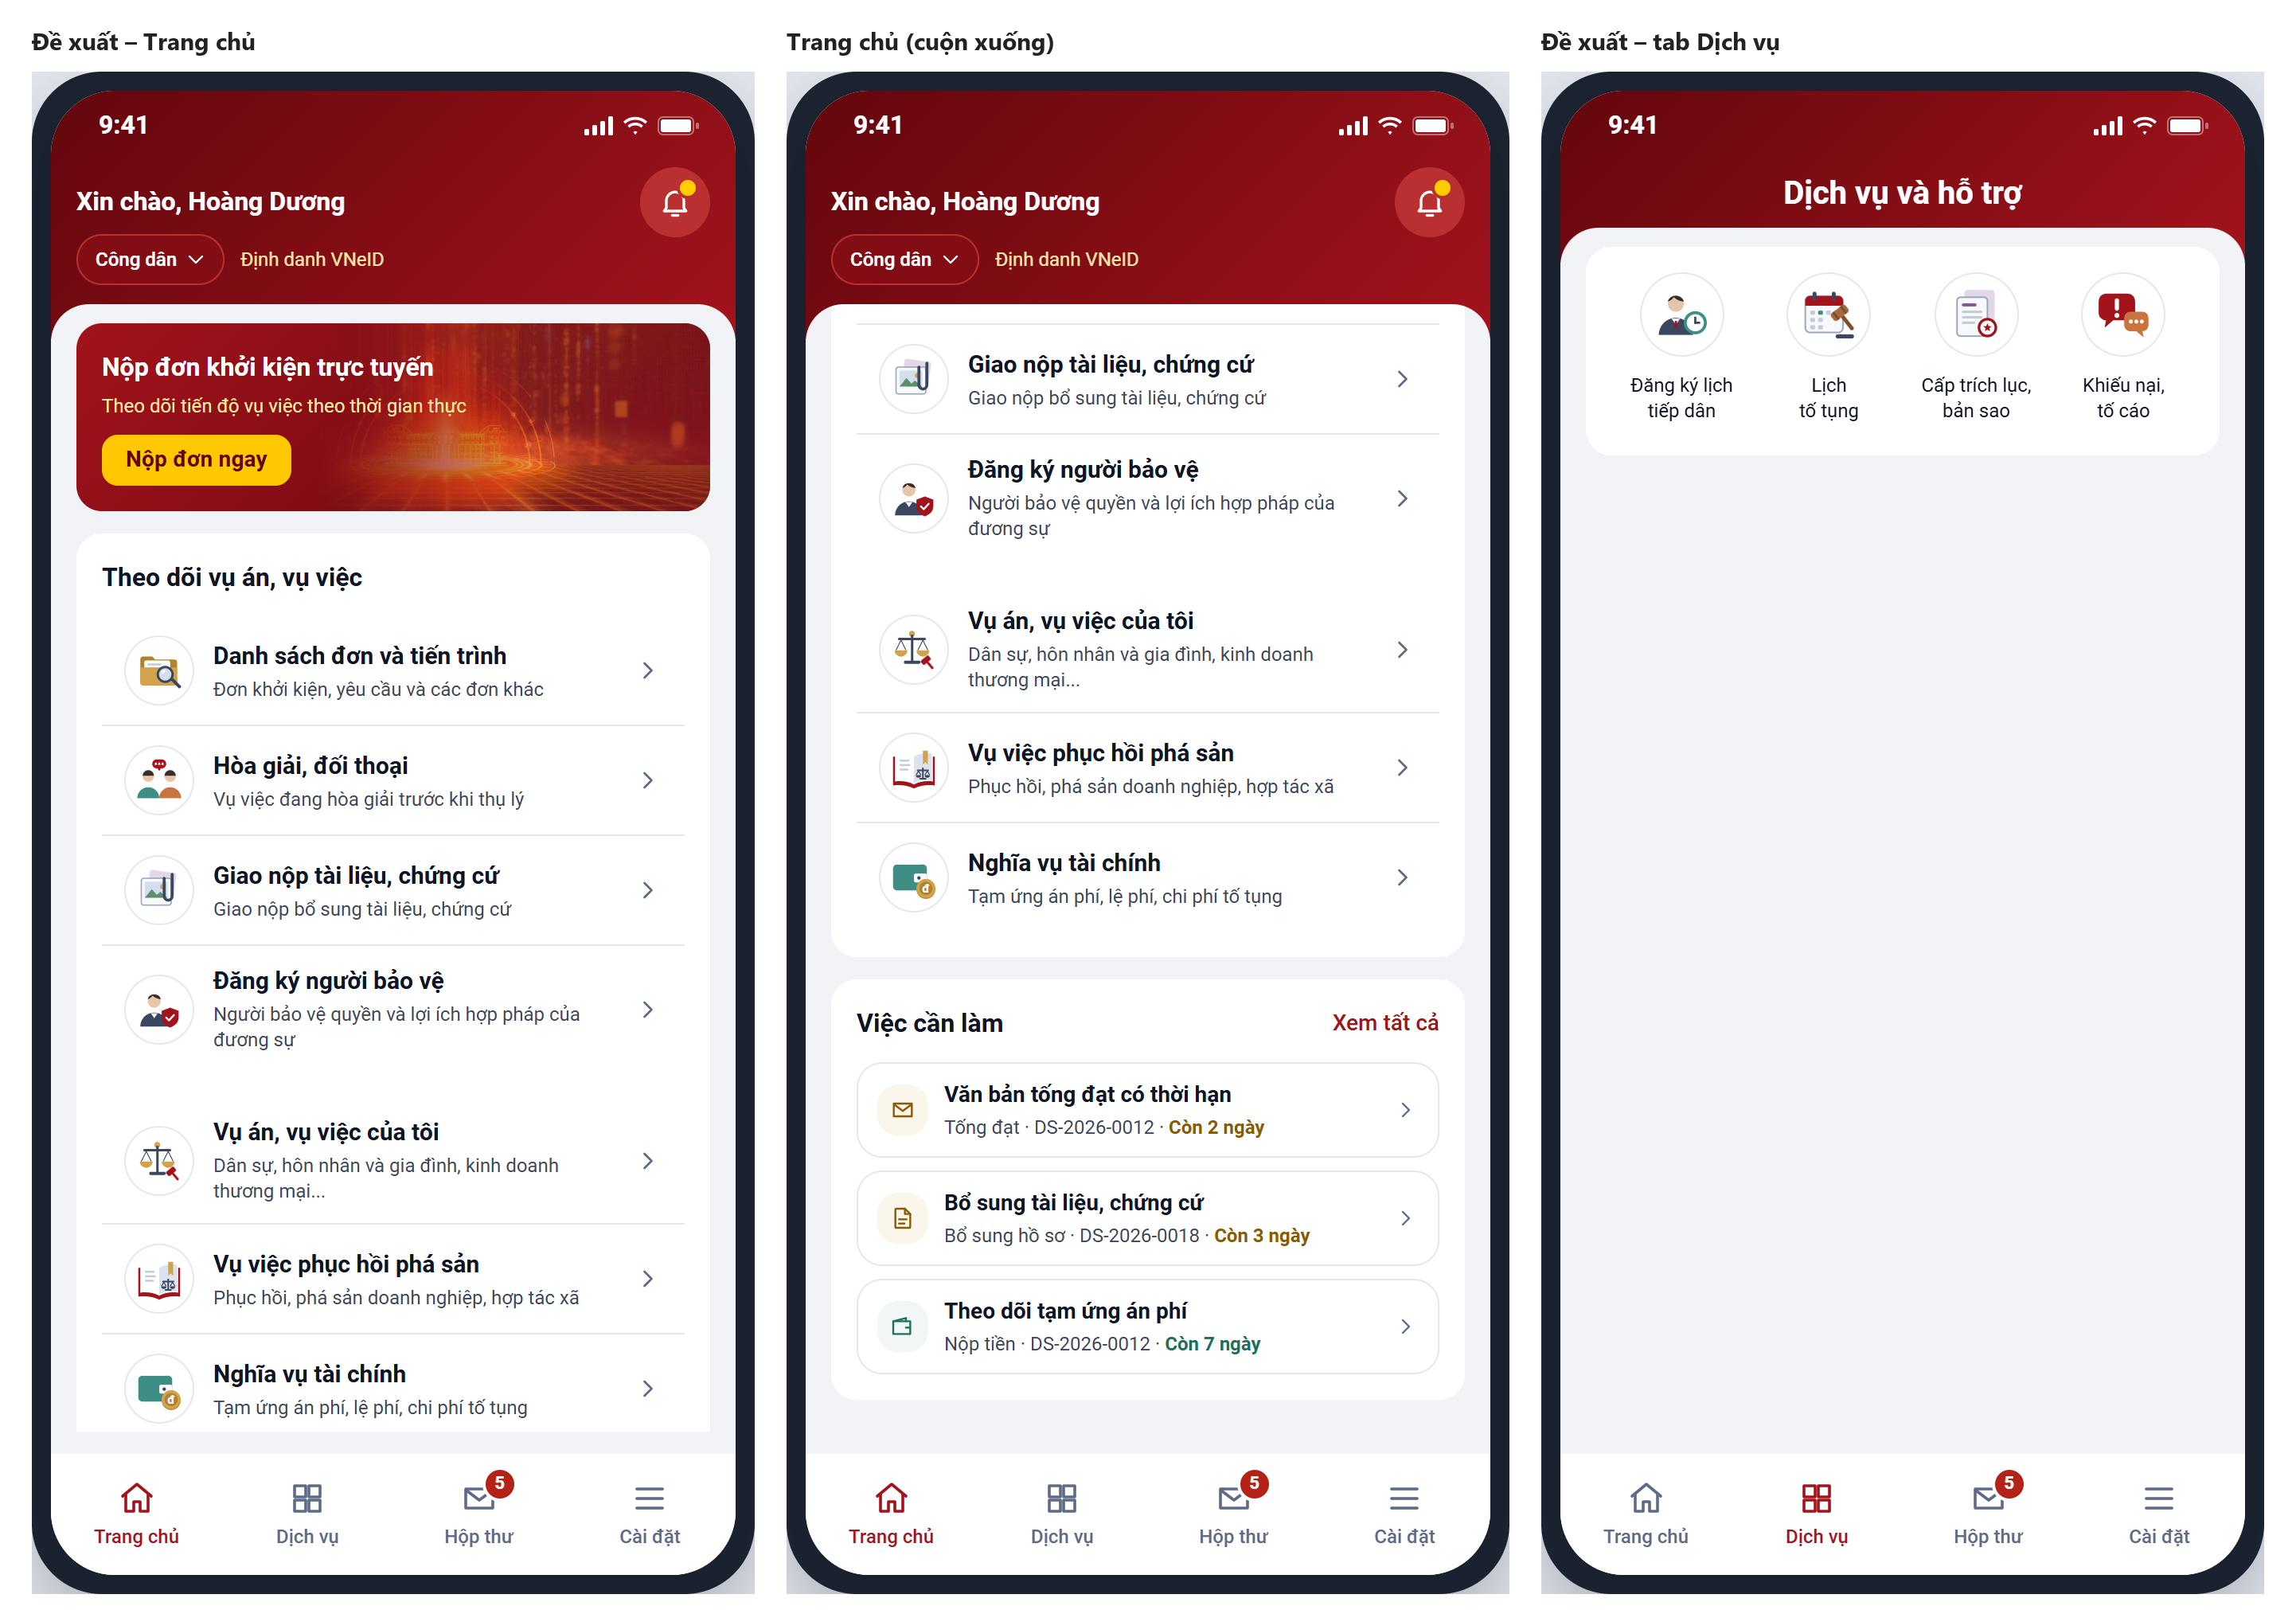 Đề xuất – Trang chủ
9:41
Xin chào, Hoàng Dương
Công dân
Định danh VNeID
Nộp đơn khởi kiện trực tuyến
Theo dõi tiến độ vụ việc theo thời gian thực
Nộp đơn ngay
Theo dõi vụ án, vụ việc
Danh sách đơn và tiến trình
Đơn khởi kiện, yêu cầu và các đơn khác
Hòa giải, đối thoại
Vụ việc đang hòa giải trước khi thụ lý
Giao nộp tài liệu, chứng cứ
Giao nộp bổ sung tài liệu, chứng cứ
Đăng ký người bảo vệ
Người bảo vệ quyền và lợi ích hợp pháp của
đương sự
Vụ án, vụ việc của tôi
Dân sự, hôn nhân và gia đình, kinh doanh
thương mại...
Vụ việc phục hồi phá sản
Phục hồi, phá sản doanh nghiệp, hợp tác xã
Nghĩa vụ tài chính
Tạm ứng án phí, lệ phí, chi phí tố tụng
Trang chủ
Dịch vụ
5
Hộp thư
Cài đặt
Trang chủ (cuộn xuống)
9:41
Xin chào, Hoàng Dương
Công dân
Định danh VNeID
Giao nộp tài liệu, chứng cứ
Giao nộp bổ sung tài liệu, chứng cứ
Đăng ký người bảo vệ
Người bảo vệ quyền và lợi ích hợp pháp của
đương sự
Vụ án, vụ việc của tôi
Dân sự, hôn nhân và gia đình, kinh doanh
thương mại...
Vụ việc phục hồi phá sản
Phục hồi, phá sản doanh nghiệp, hợp tác xã
đ
Nghĩa vụ tài chính
Tạm ứng án phí, lệ phí, chi phí tố tụng
Việc cần làm
Xem tất cả
Văn bản tống đạt có thời hạn
Tống đạt · DS-2026-0012 · Còn 2 ngày
Bổ sung tài liệu, chứng cứ
Bổ sung hồ sơ · DS-2026-0018 · Còn 3 ngày
Theo dõi tạm ứng án phí
Nộp tiền · DS-2026-0012 · Còn 7 ngày
Trang chủ
Dịch vụ
5
Hộp thư
Cài đặt
Đề xuất – tab Dịch vụ
9:41
Dịch vụ và hỗ trợ
Đăng ký lịch
tiếp dân
Lịch
tố tụng
Cấp trích lục,
bản sao
Khiếu nại,
tố cáo
Trang chủ
Dịch vụ
5
Hộp thư
Cài đặt